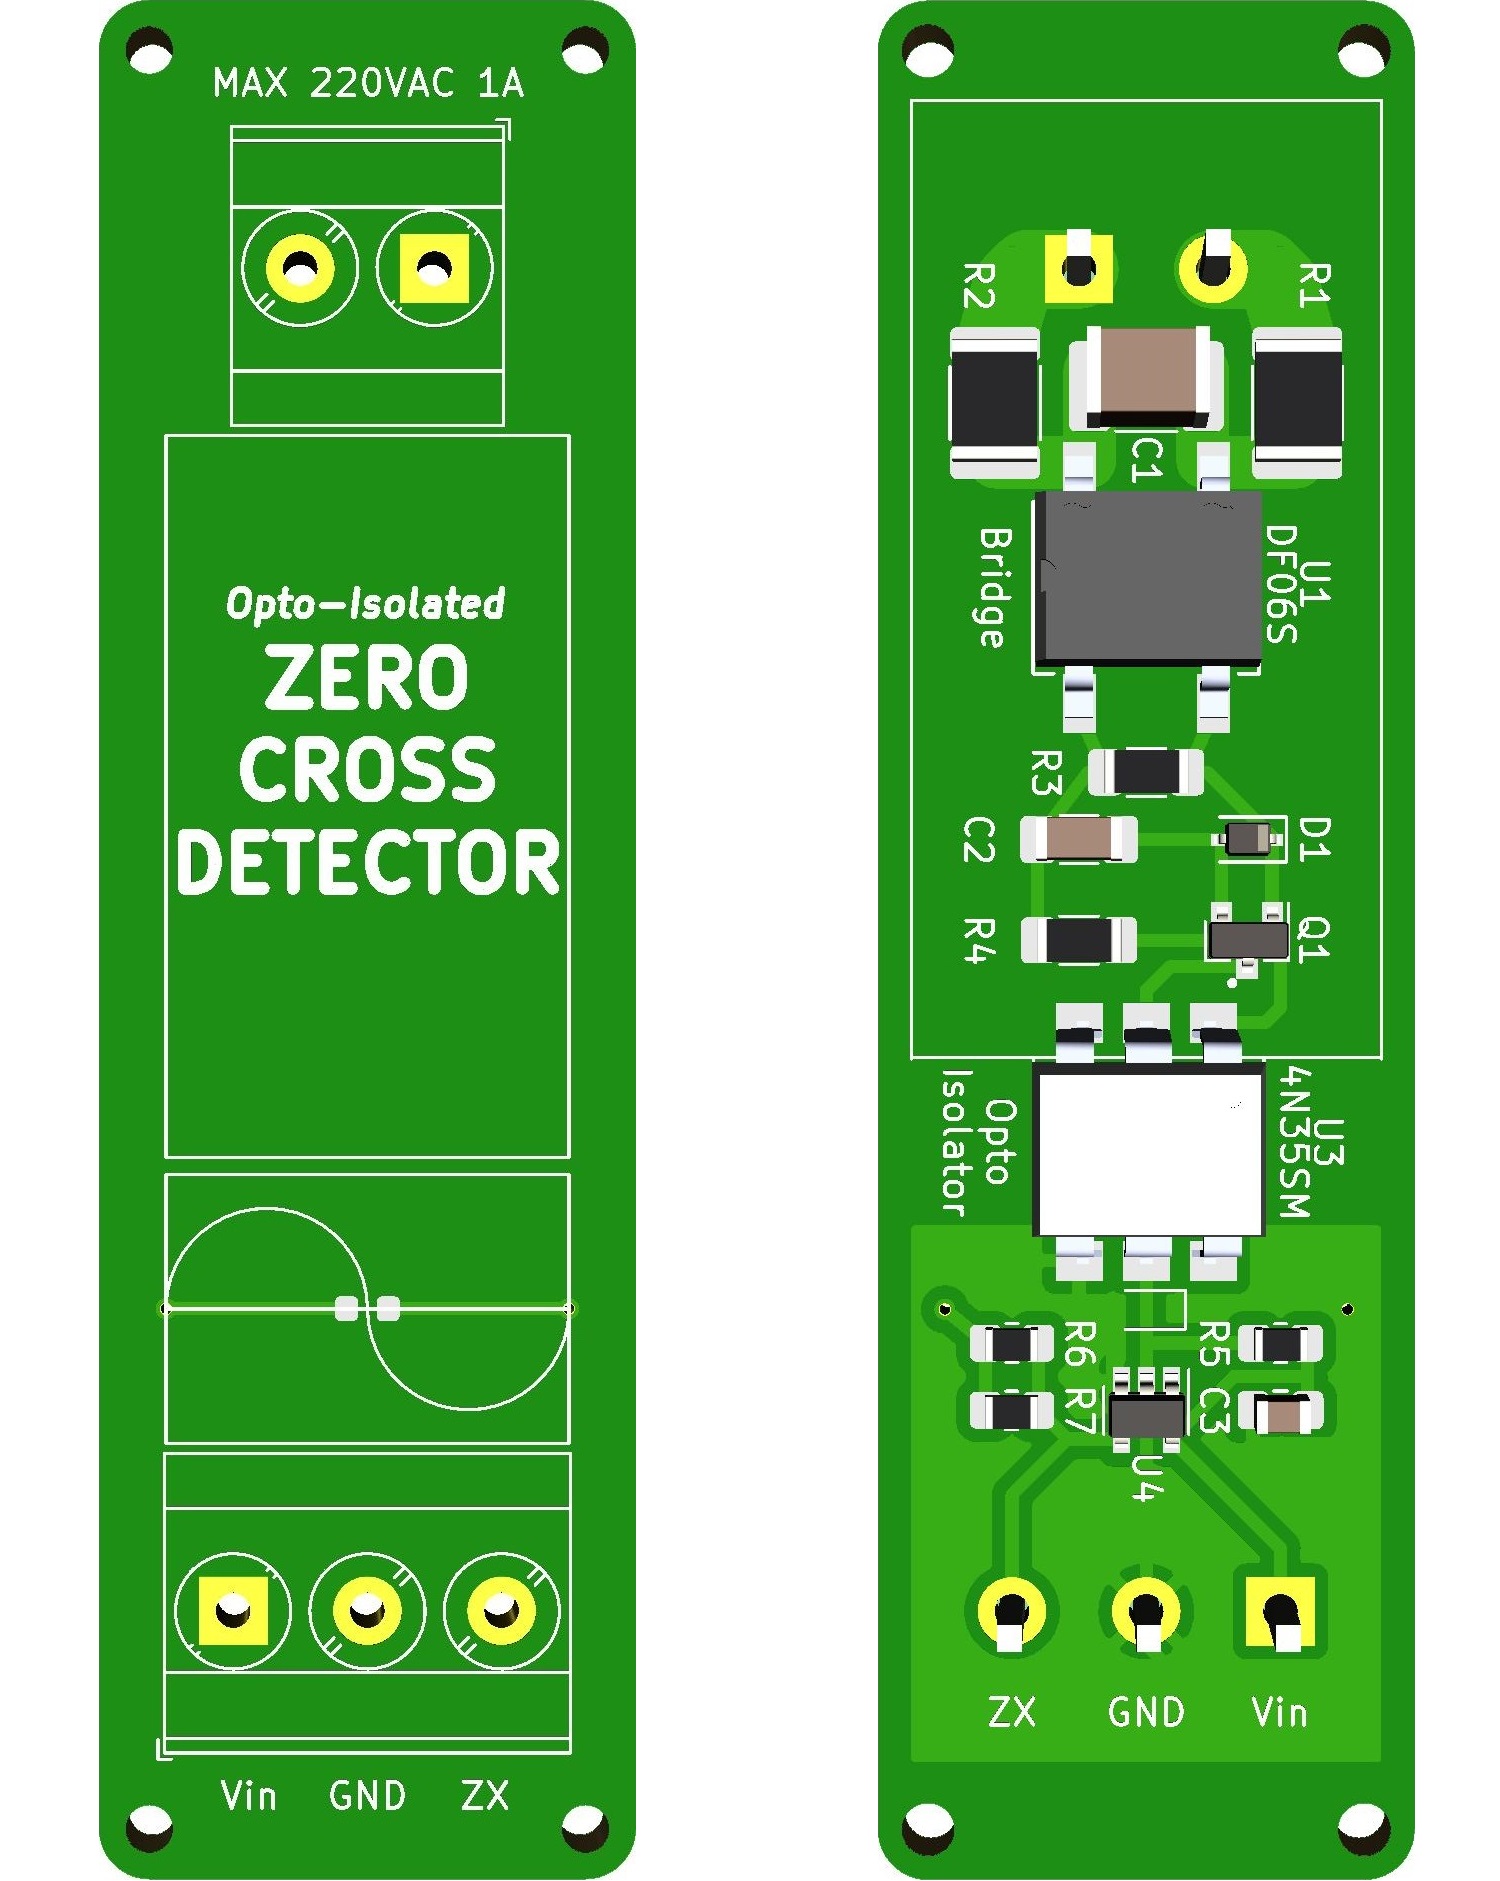 MAX 220VAC 1A
Opto-Isolated
ZERO
CROSS
DETECTOR
Vin GND ZX
R2
R1
C1
Bridge
U1
DF06S
R3
C2
D1
R4
Q1
Opto
Isolator
U3
4N35SM
R6
R5
R7
C3
U4
ZX GND Vin